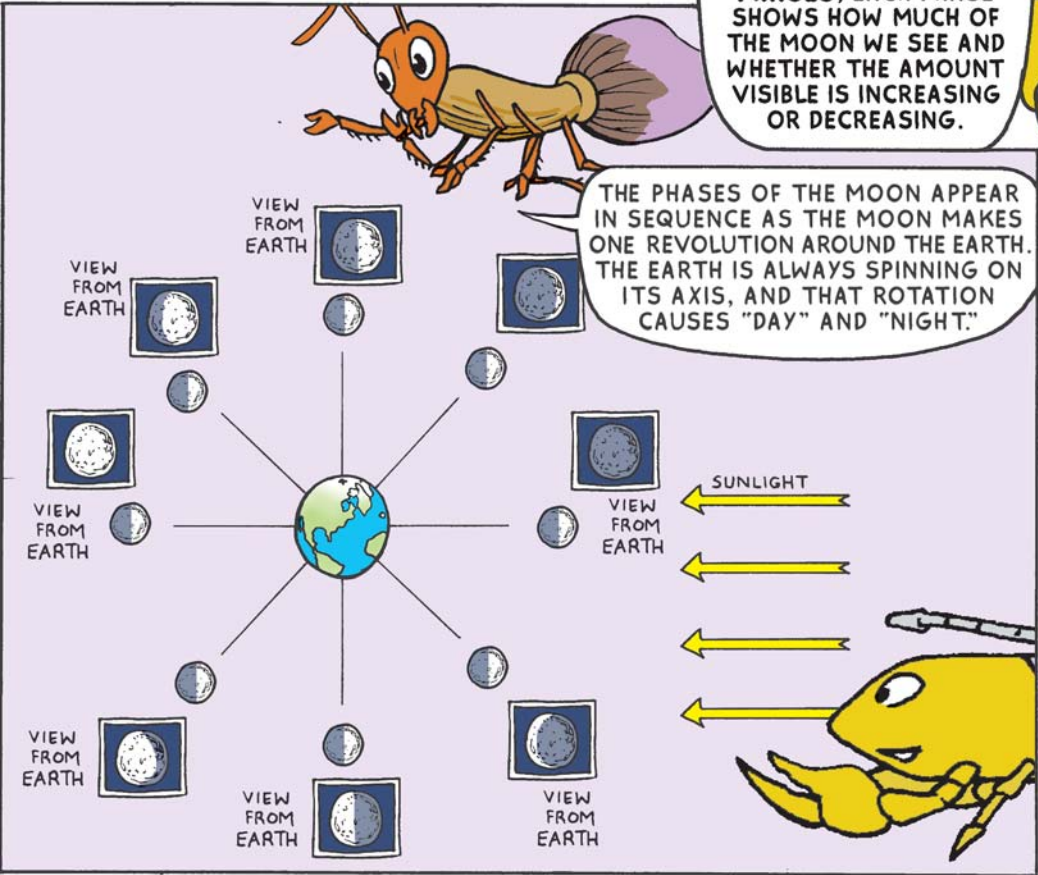 SHOWS HOW MUCH OF
THE MOON WE SEE AND
WHETHER THE AMOUNT
VISIBLE IS INCREASING
OR DECREASING.
THE PHASES OF THE MOON APPEAR
IN SEQUENCE AS THE MOON MAKES
ONE REVOLUTION AROUND THE EARTH.
THE EARTH IS ALWAYS SPINNING ON
ITS AXIS, AND THAT ROTATION
CAUSES "DAY" AND "NIGHT."
VIEW
FROM
EARTH
VIEW
FROM
EARTH
VIEW
FROM
EARTH
SUNLIGHT
VIEW
FROM
EARTH
VIEW
FROM
EARTH
VIEW
FROM
EARTH
VIEW
FROM
EARTH